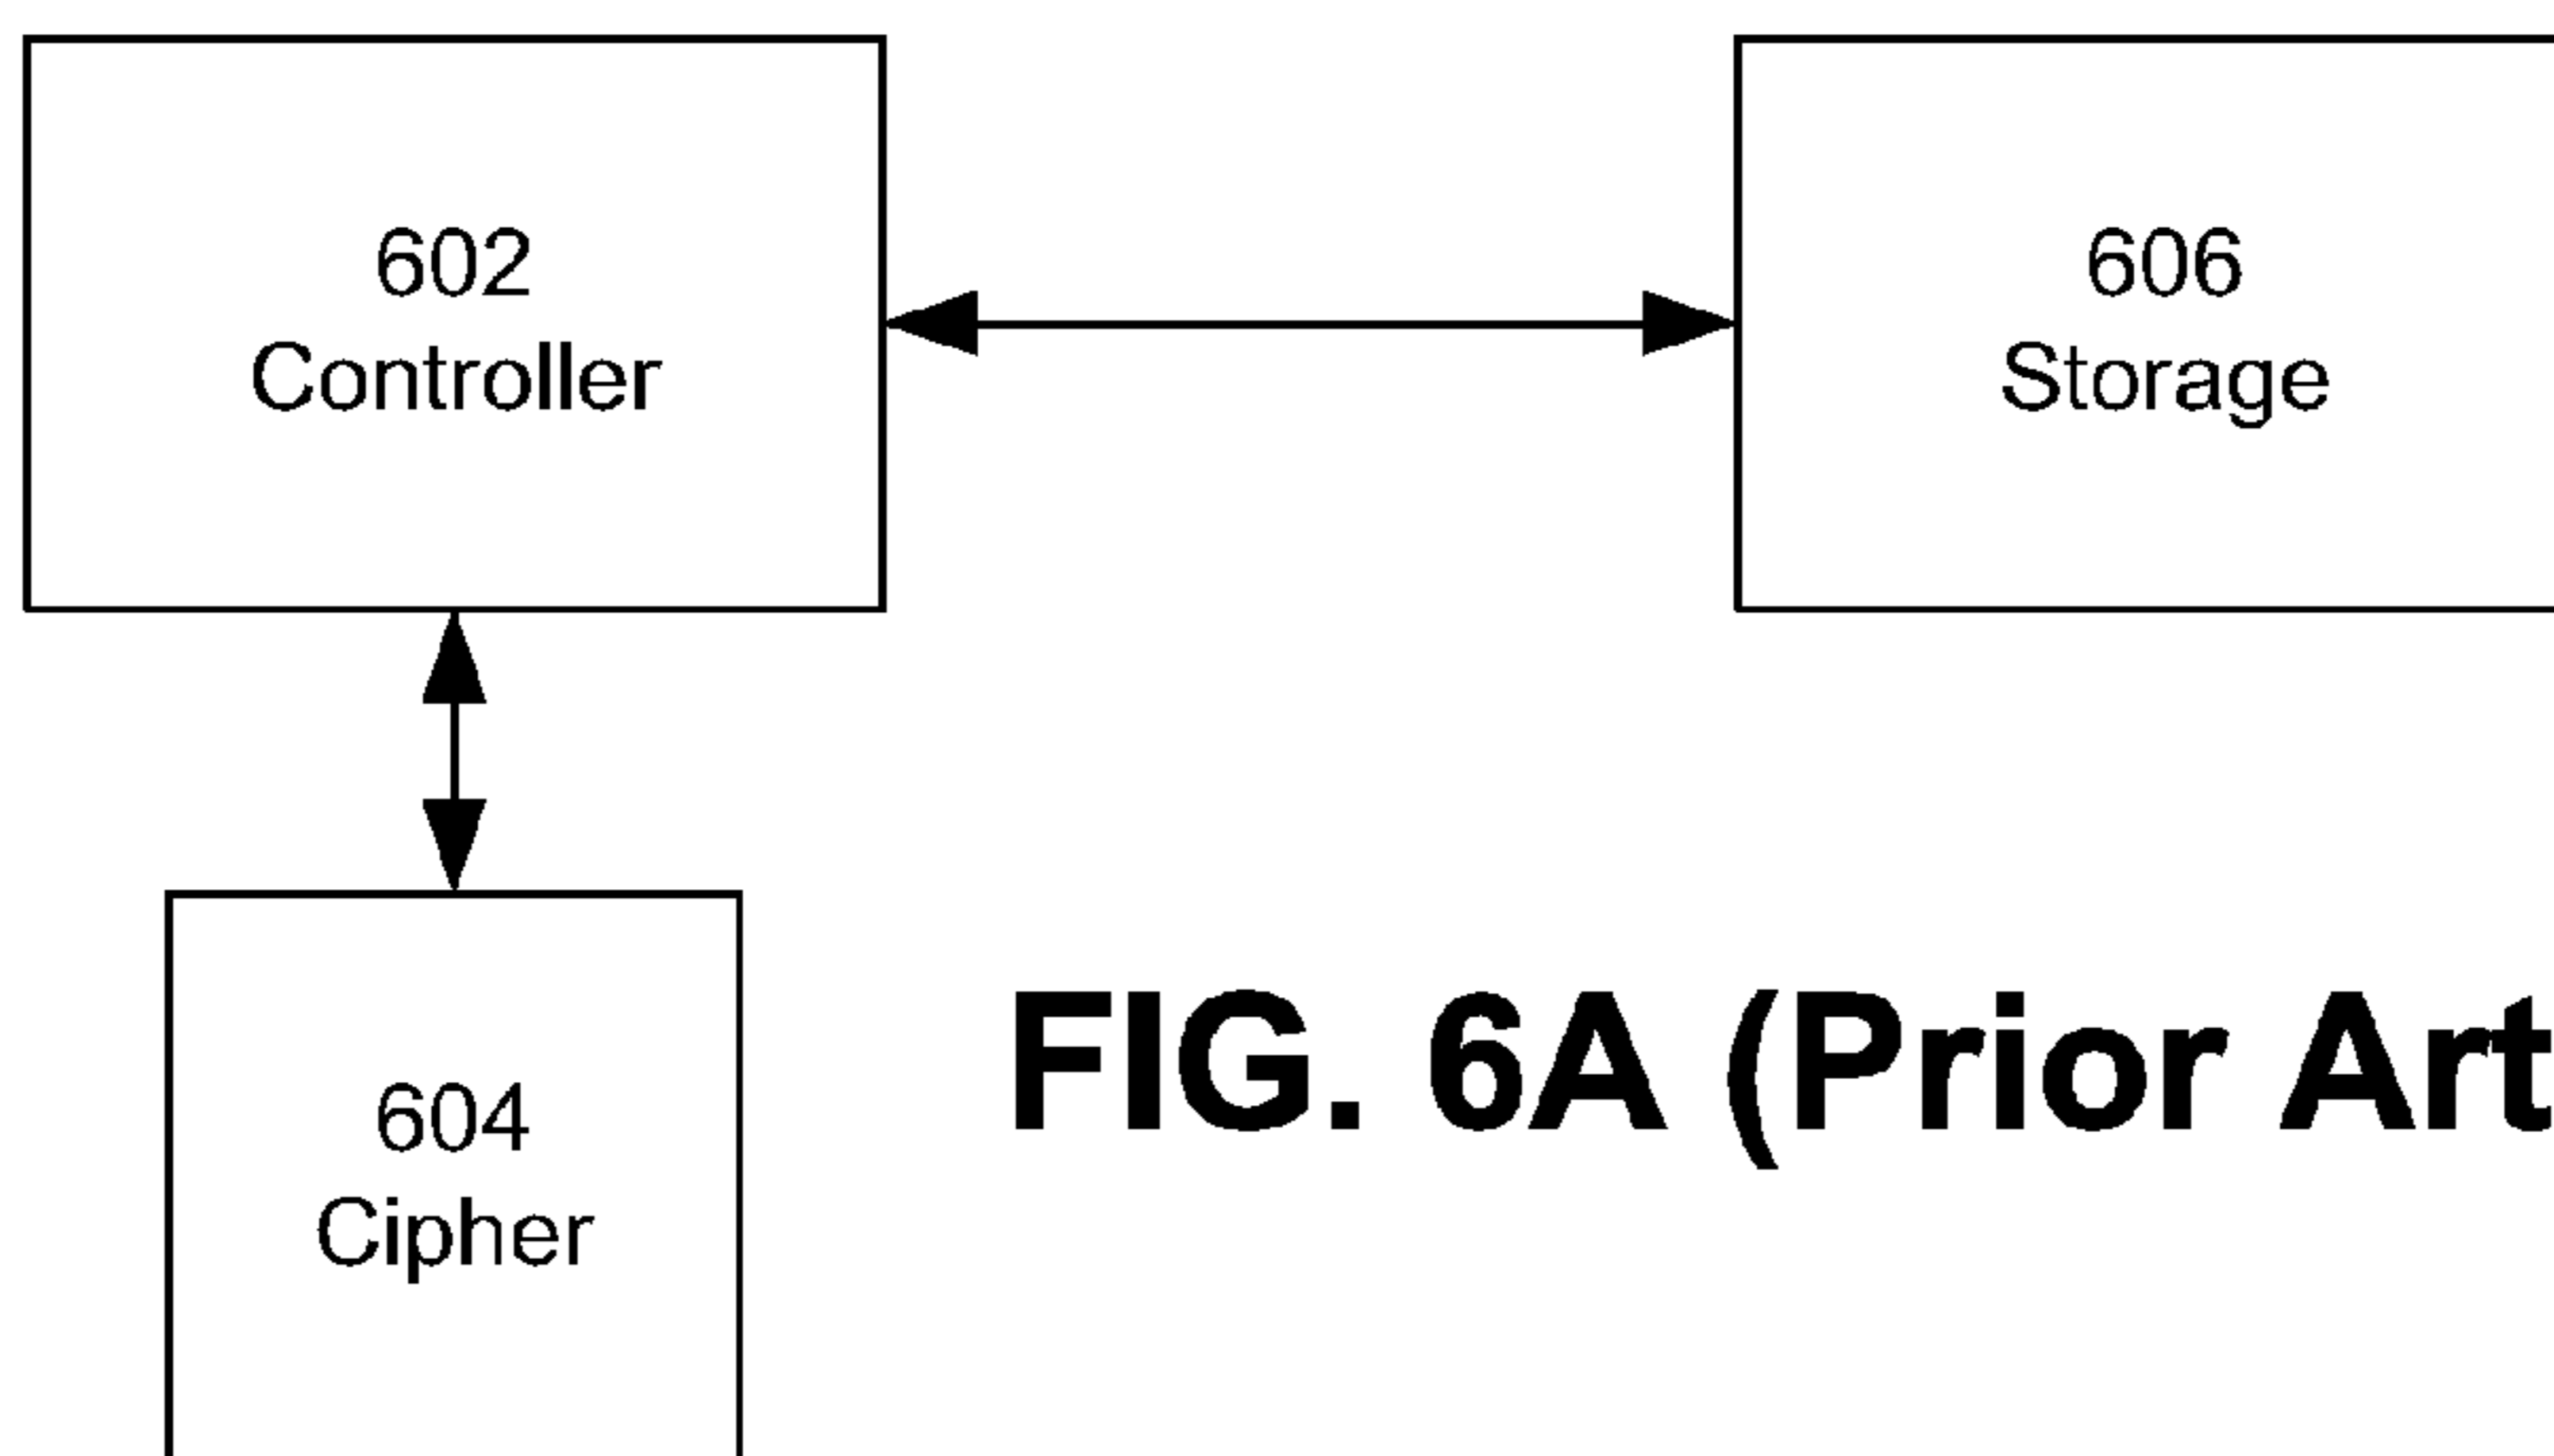 602
Controller
606
Storage
604
Cipher
FIG. 6A (Prior Art